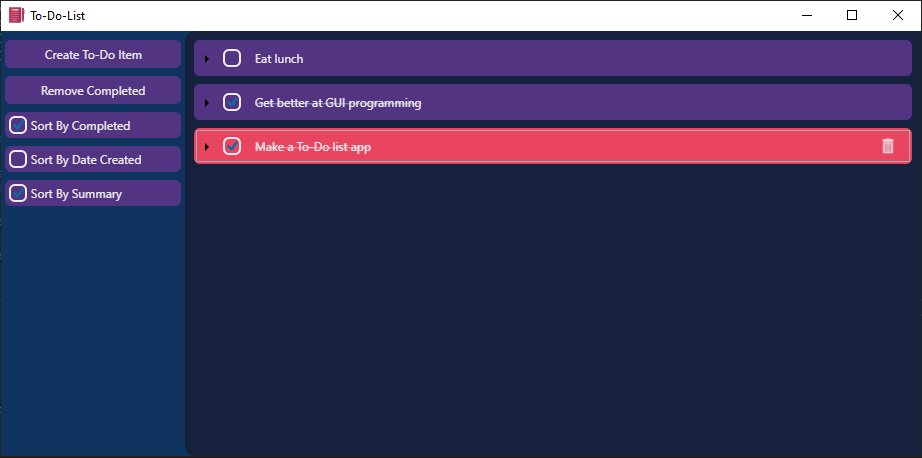 To-Do-List
Create To-Do Item
Remove Completed
Sort By Completed
Sort By Date Created
Sort By Summary
Eat lunch
Get better at GUI programming
Make a To-Do list app